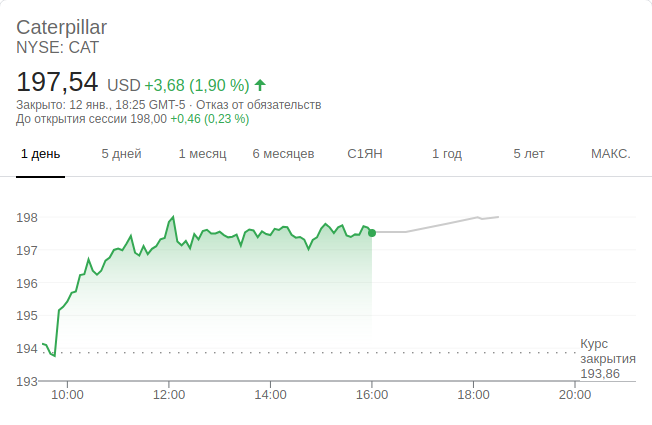 Caterpillar
NYSE: CAT
197,54 USD +3,68 (1,90 %)
Закрыто: 12 янв., 18:25 GMT-5 · Отказ от обязательств
До открытия сессии 198,00 +0,46 (0,23 %)
1 день 5 дней 1 месяц 6 месяцев С1ЯН 1 год 5 лет МАКС.
198
197
196
195
194
193
Курс
закрытия
193,86
10:00 12:00 14:00 16:00 18:00 20:00